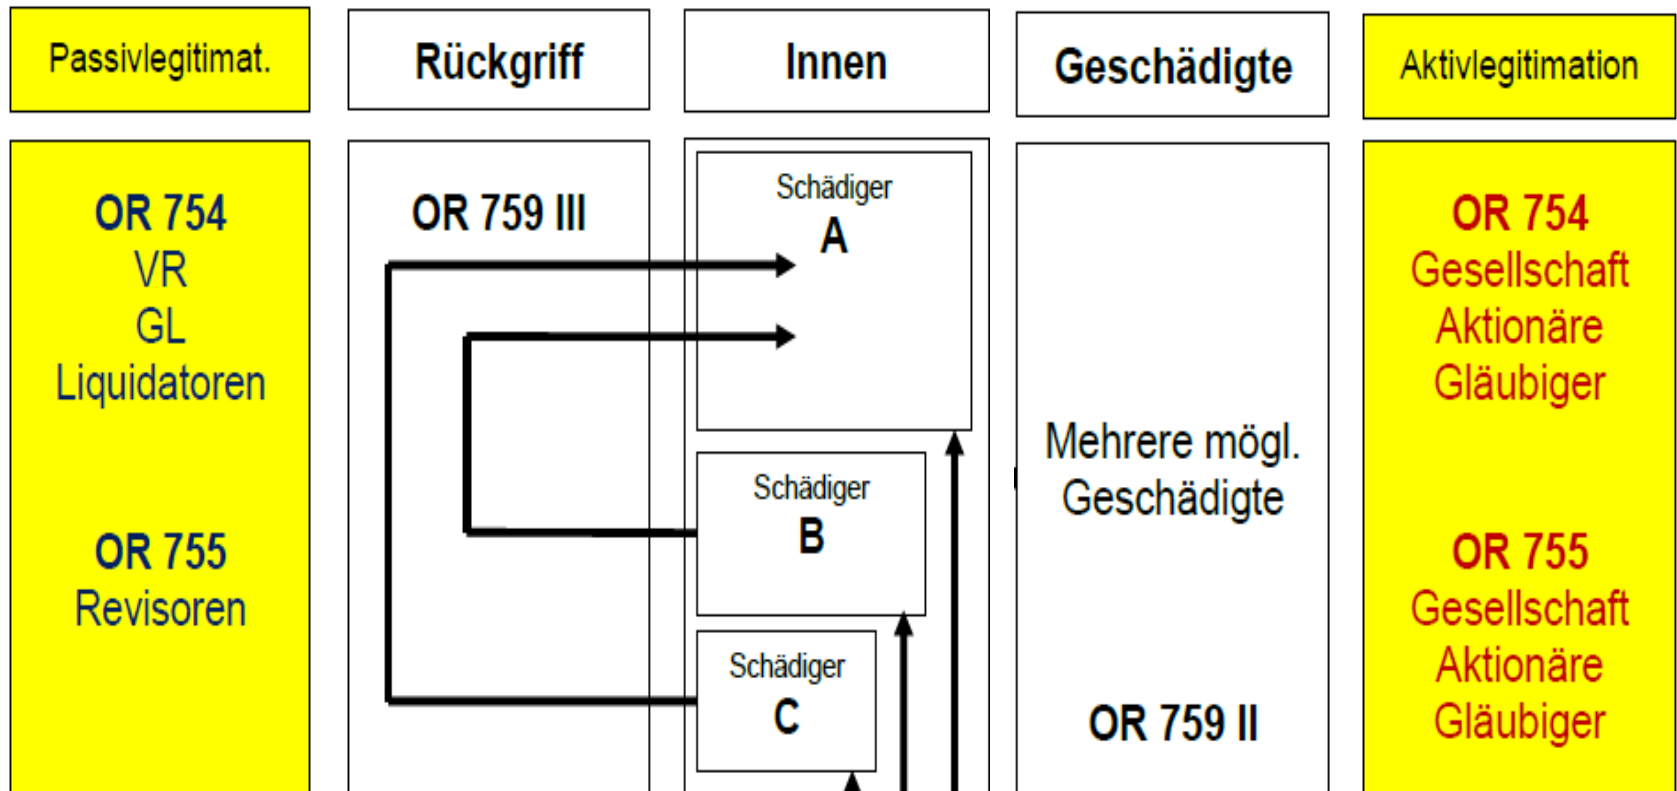 Passivlegitimat.
Rückgriff
Innen
Geschädigte
Aktivlegitimation
OR 754
VR
GL
Liquidatoren
OR 755
Revisoren
OR 759 III
Schädiger
A
Schädiger
B
Schädiger
C
Mehrere mögl.
Geschädigte
OR 759 II
OR 754
Gesellschaft
Aktionäre
Gläubiger
OR 755
Gesellschaft
Aktionäre
Gläubiger